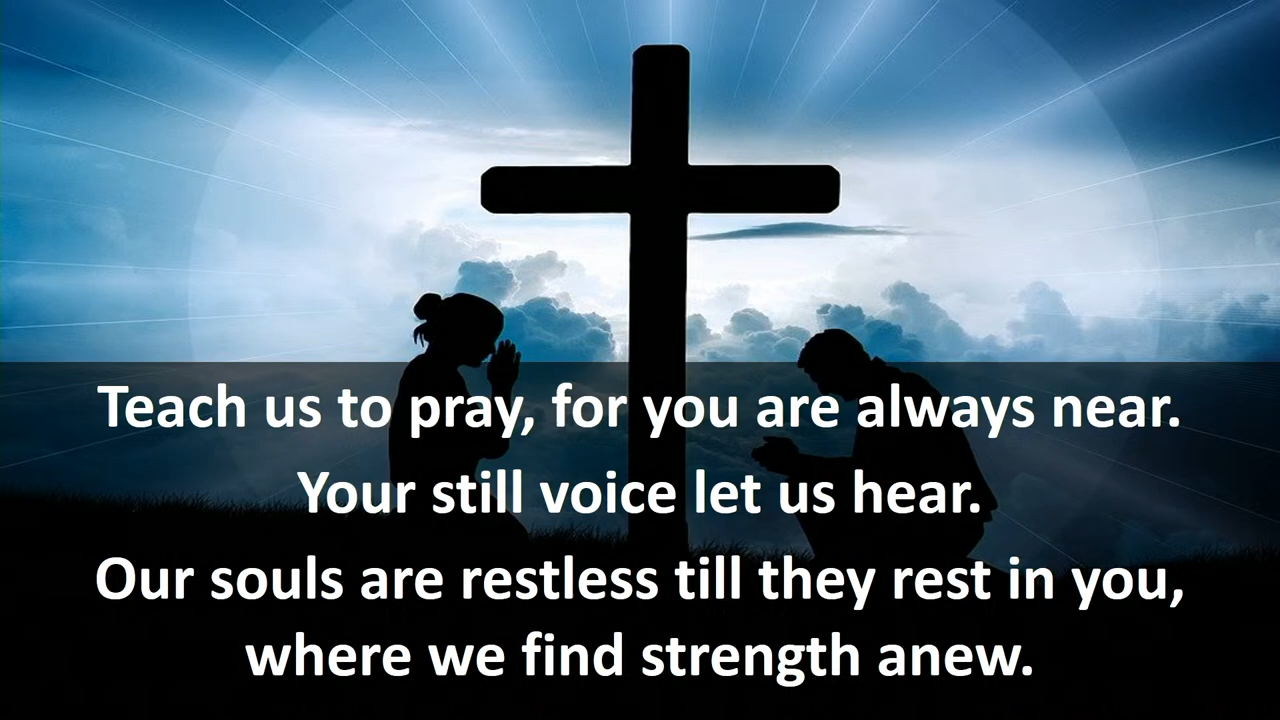 Teach us to pray, for you are always near.
Your still voice let us hear.
Our souls are restless till they rest in you,
where we find strength anew.